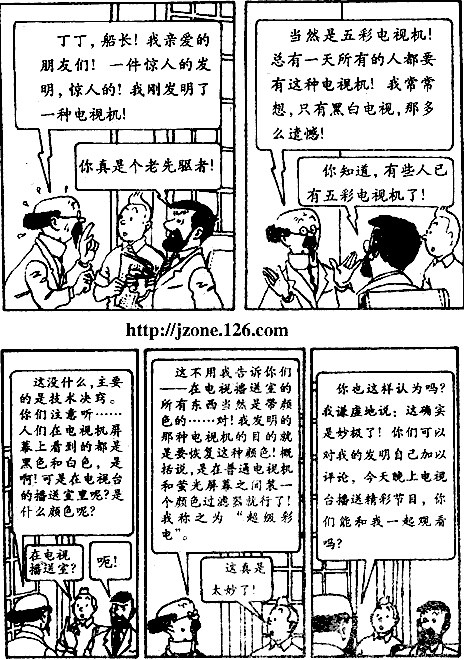 丁丁，船长！我亲爱的
朋友们！一件惊人的发
明，惊人的！我刚发明了
一种电视机！
你真是个老先驱者！
当然是五彩电视机！
总有一天所有的人都要
有这种电视机！我常常
想，只有黑白电视，那多
么遗憾！
你知道，有些人已
有五彩电视机了！
http://jzone.126.com
这没什么，主要
的是技术决窍。
你们注意听……
人们在电视机屏
幕上看到的都是
黑色和白色，是
啊！可是在电视台
的播送室里呢？是
什么颜色呢？
在电视
播送室？
呃！
这不用我告诉你们
——在电视播送室的
所有东西当然是带颜
色的……对！我发明的
那种电视机的目的就
是要恢复这种颜色！概
括说，是在普通电视机
和荧光屏幕之间装一
个颜色过滤器就行了！
我称之为“超级彩
电”。
这真是
太妙了！
你也这样认为吗？
我谦虚地说：这确实
是妙极了！你们可以
对我的发明自己加以
评论，今天晚上电视
台播送精彩节目，你
们能和我一起观看
吗？